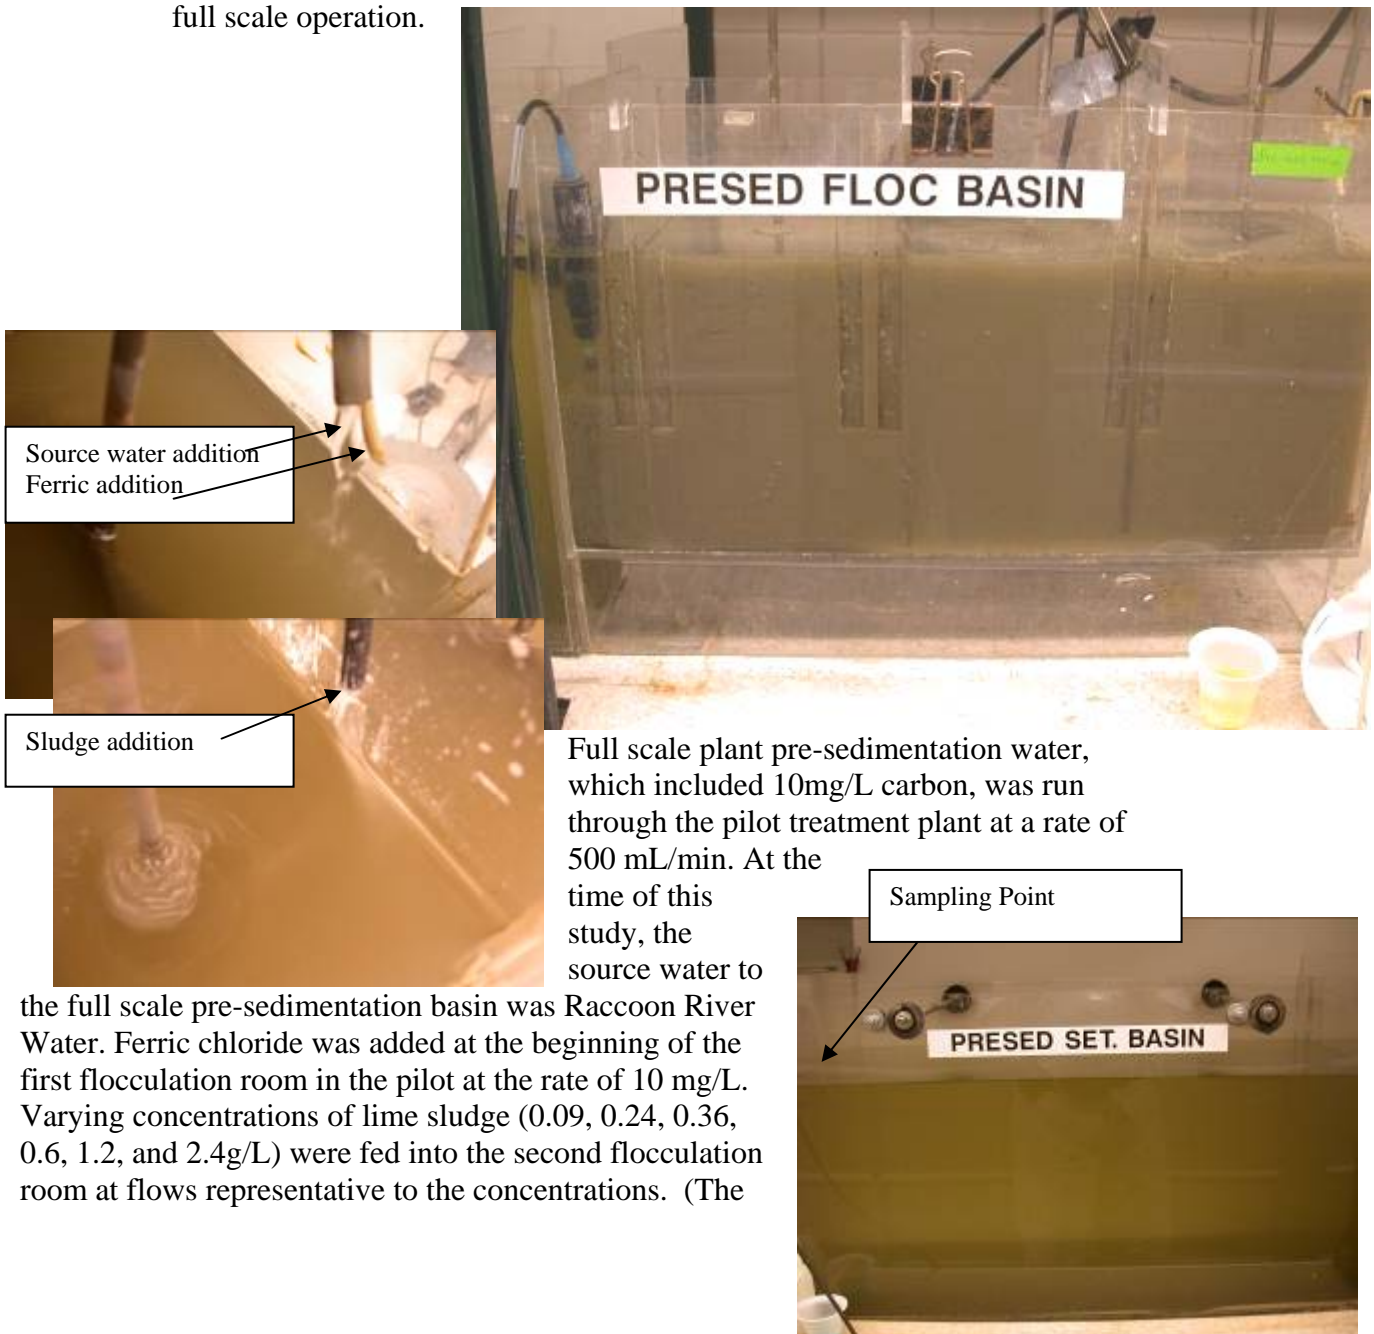 full scale operation.
PRESED FLOC BASIN
Source water addition
Ferric addition
Sludge addition
Full scale plant pre-sedimentation water,
which included 10mg/L carbon, was run
through the pilot treatment plant at a rate of
500 mL/min. At the
time of this
study, the
source water to
Sampling Point
PRESED SET. BASIN
the full scale pre-sedimentation basin was Raccoon River
Water. Ferric chloride was added at the beginning of the
first flocculation room in the pilot at the rate of 10 mg/L.
Varying concentrations of lime sludge (0.09, 0.24, 0.36,
0.6, 1.2, and 2.4g/L) were fed into the second flocculation
room at flows representative to the concentrations.  (The